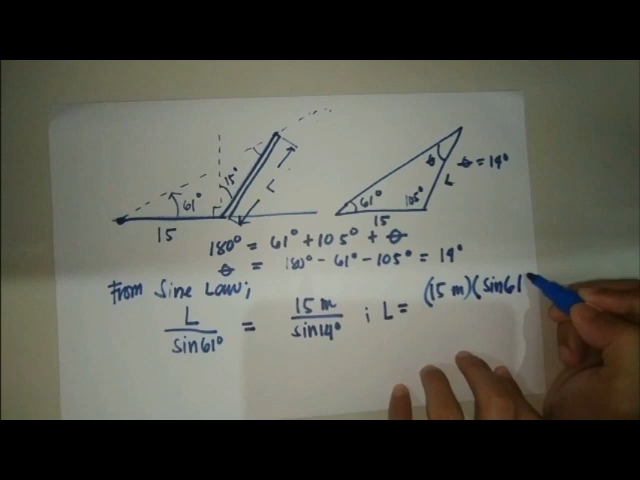 61°
15°
L
15
61°
105°
θ
L
θ = 14°
15
180° = 61° + 105° + θ
θ = 180° - 61° - 105° = 14°
From Sine Law;
L / sin61° = 15 m / sin14° ; L = (15 m)(sin61